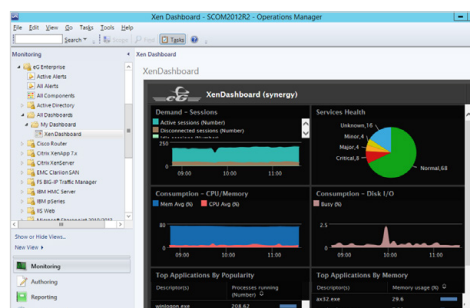 Xen Dashboard - SCOM2012R2 - Operations Manager
File Edit View Go Tasks Tools Help
Search
Scope
Find
Tasks
Monitoring
Xen Dashboard
eG Enterprise
Active Alerts
All Alerts
All Components
Active Directory
All Dashboards
My Dashboard
Xen Dashboard
Cisco Router
Citrix XenApp 7.x
Citrix XenServer
EMC Clariion SAN
F5 BIG-IP Traffic Manager
IBM HMC Server
IBM pSeries
IIS Web
Show or Hide Views...
New View
Monitoring
Authoring
Reporting
XenDashboard
eG
XenDashboard (synergy)
Demand - Sessions
Active sessions (Number)
Disconnected sessions (Number)
260
0
09:00 10:00 11:00
Services Health
Unknown,16
Minor,4
Major,4
Critical,8
Normal,68
Consumption - CPU/Memory
Mem Avg (%) CPU Avg (%)
80
0
09:00 10:00 11:00
Consumption - Disk I/O
Busy (%)
2.5
0
09:00 10:00 11:00
Top Applications By Popularity
Descriptor(s) Processes running (Number)
winlogon.exe 208.62
Top Applications By Memory
Descriptor(s) Memory usage (%)
29.6